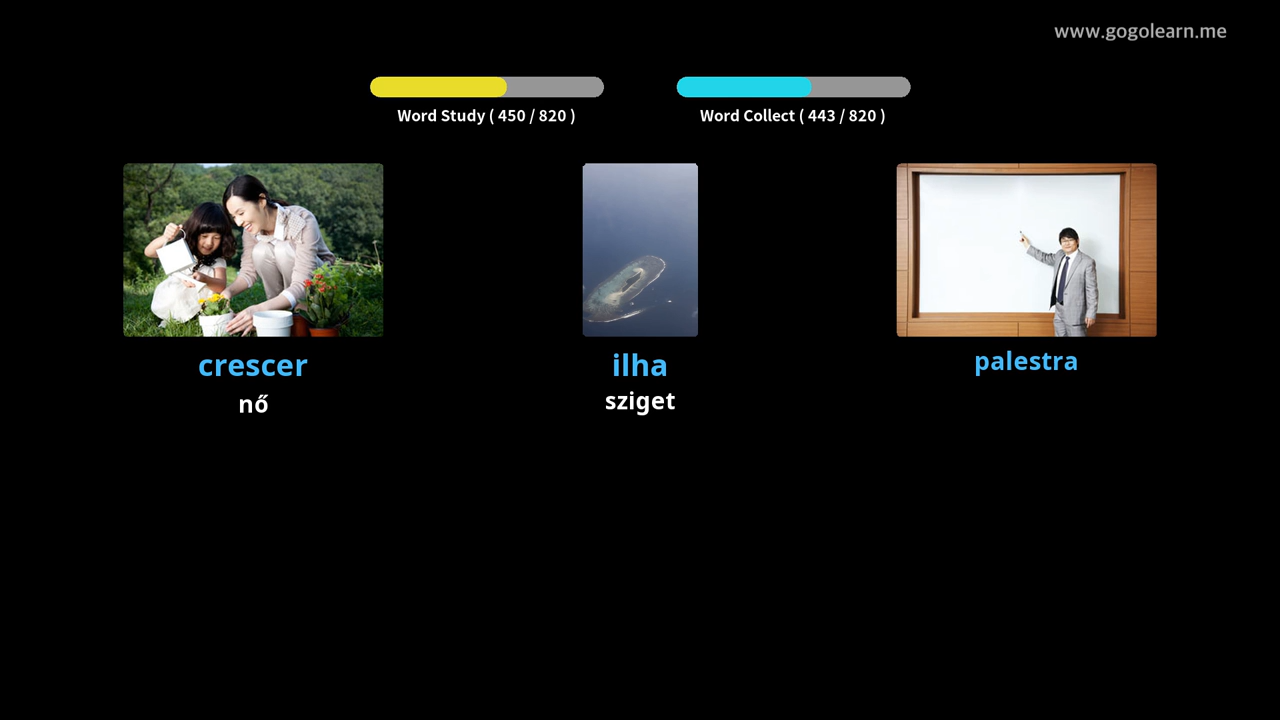 www.gogolearn.me
Word Study ( 450 / 820 )
Word Collect ( 443 / 820 )
crescer
nő
ilha
sziget
palestra